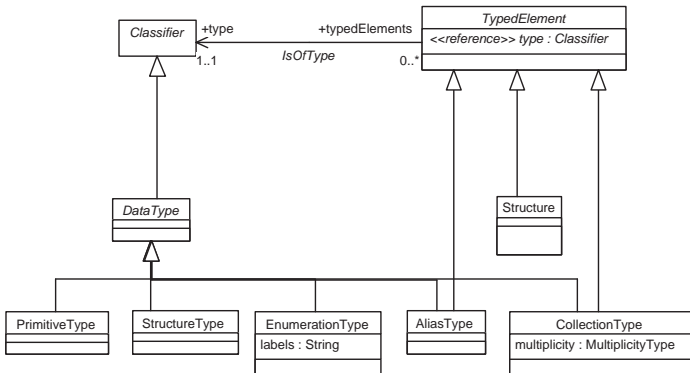 Classifier
+type
+typedElements
TypedElement
<<reference>> type : Classifier
1..1
IsOfType
0..*
DataType
Structure
PrimitiveType
StructureType
EnumerationType
labels : String
AliasType
CollectionType
multiplicity : MultiplicityType